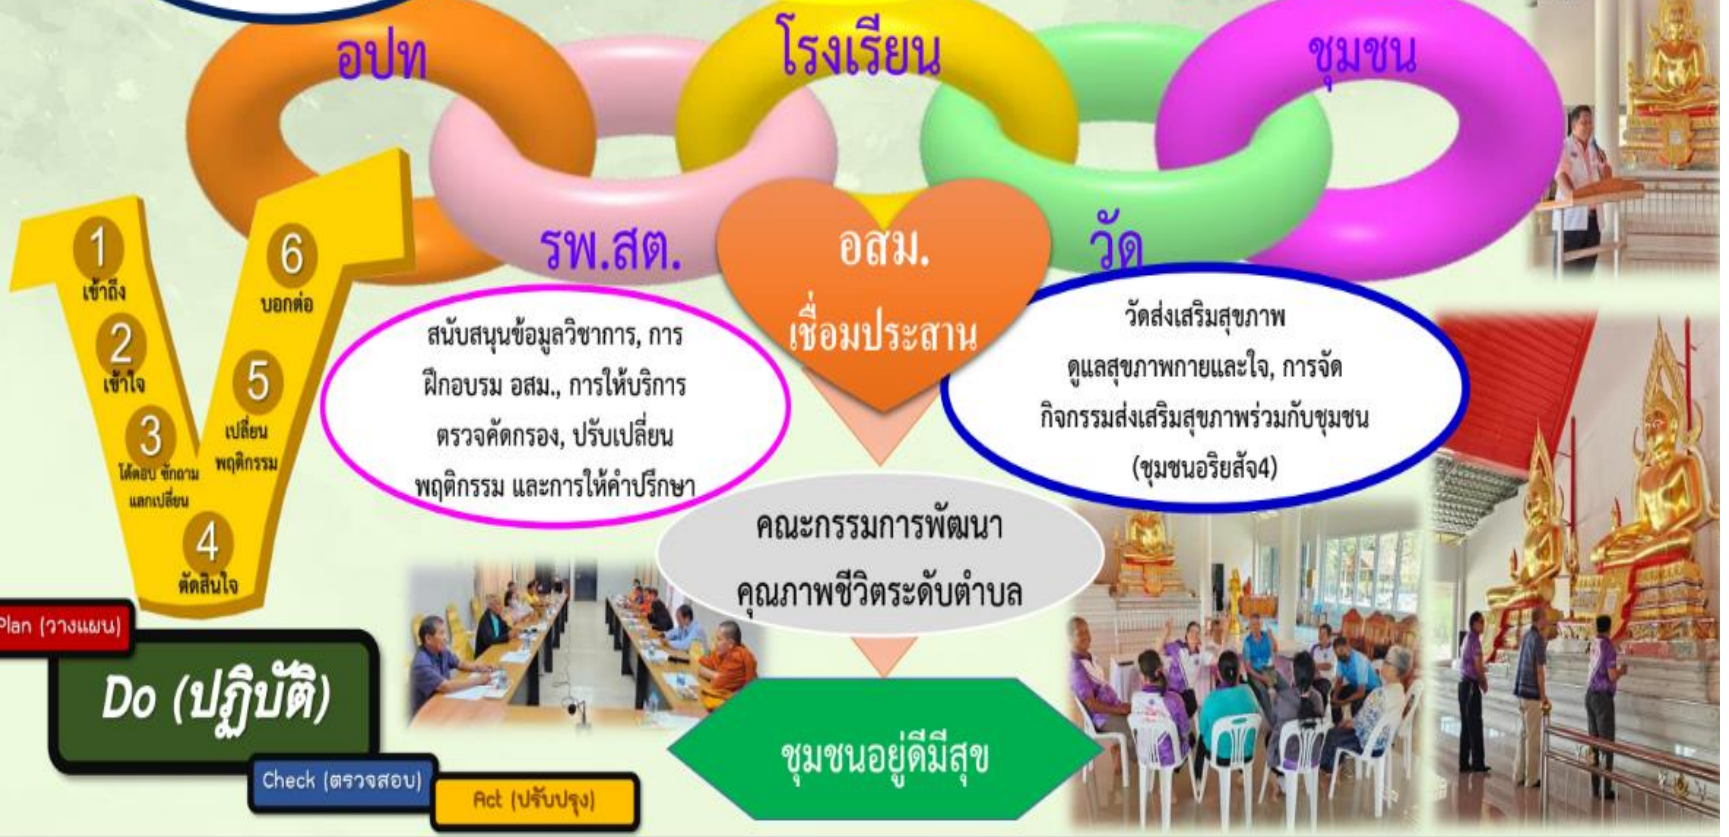 อปท
โรงเรียน
ชุมชน
รพ.สต.
วัด
อสม.
เชื่อมประสาน
1
เข้าถึง
2
เข้าใจ
3
โต้ตอบ ซักถาม
แลกเปลี่ยน
4
ตัดสินใจ
5
เปลี่ยน
พฤติกรรม
6
บอกต่อ
สนับสนุนข้อมูลวิชาการ, การ
ฝึกอบรม อสม., การให้บริการ
ตรวจคัดกรอง, ปรับเปลี่ยน
พฤติกรรม และการให้คำปรึกษา
วัดส่งเสริมสุขภาพ
ดูแลสุขภาพกายและใจ, การจัด
กิจกรรมส่งเสริมสุขภาพร่วมกับชุมชน
(ชุมชนอริยสัจ4)
คณะกรรมการพัฒนา
คุณภาพชีวิตระดับตำบล
ชุมชนอยู่ดีมีสุข
Plan (วางแผน)
Do (ปฏิบัติ)
Check (ตรวจสอบ)
Act (ปรับปรุง)